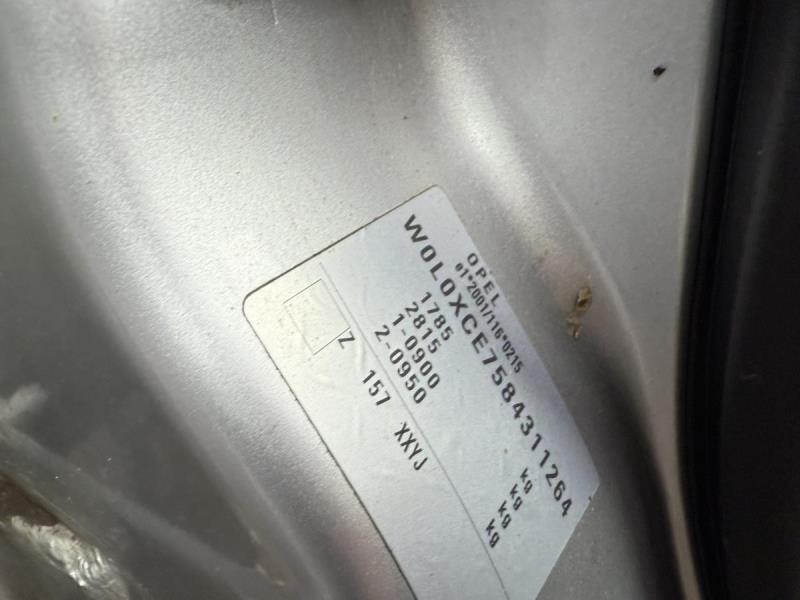 OPEL
e1*2001/116*0215
W0L0XCE7584311264
1785 kg
2815 kg
1-0900 kg
2-0950 kg
Z 157 XXYJ